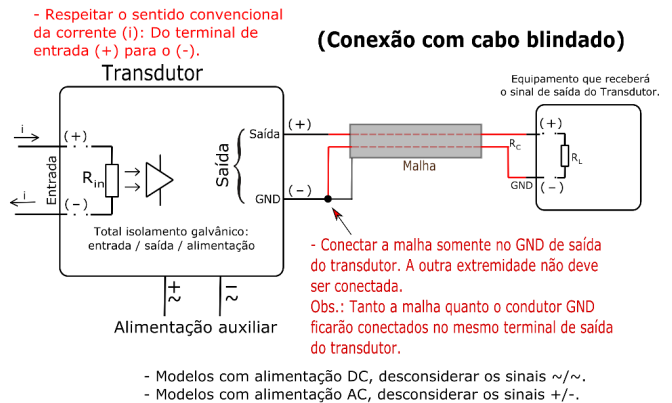 - Respeitar o sentido convencional
da corrente (i): Do terminal de
entrada (+) para o (-).
(Conexão com cabo blindado)
Transdutor
Equipamento que receberá
o sinal de saída do Transdutor.
i
(+)
Entrada
Rin
(-)
i
Saída
Saída
(+)
GND
(-)
Malha
RC
(+)
RL
GND
(-)
Total isolamento galvânico:
entrada / saída / alimentação
+
~
-
~
Alimentação auxiliar
- Conectar a malha somente no GND de saída
do transdutor. A outra extremidade não deve
ser conectada.
Obs.: Tanto a malha quanto o condutor GND
ficarão conectados no mesmo terminal de saída
do transdutor.
- Modelos com alimentação DC, desconsiderar os sinais ~/~.
- Modelos com alimentação AC, desconsiderar os sinais +/-.